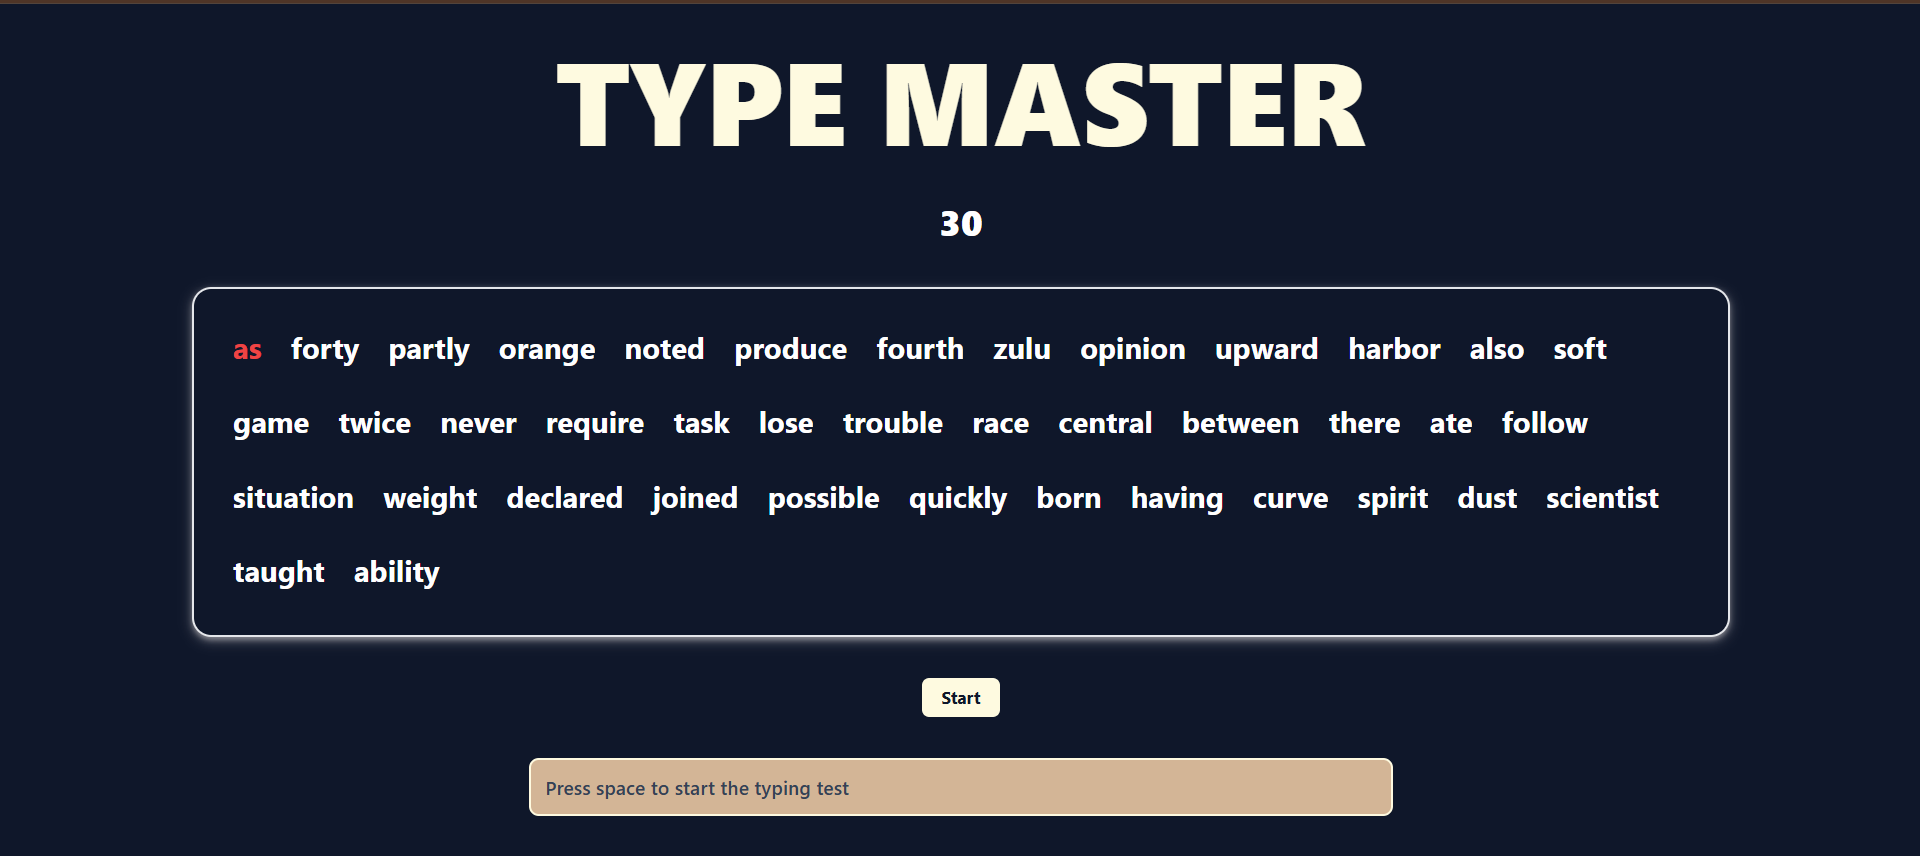 TYPE MASTER
30
as forty partly orange noted produce fourth zulu opinion upward harbor also soft
game twice never require task lose trouble race central between there ate follow
situation weight declared joined possible quickly born having curve spirit dust scientist
taught ability
Start
Press space to start the typing test